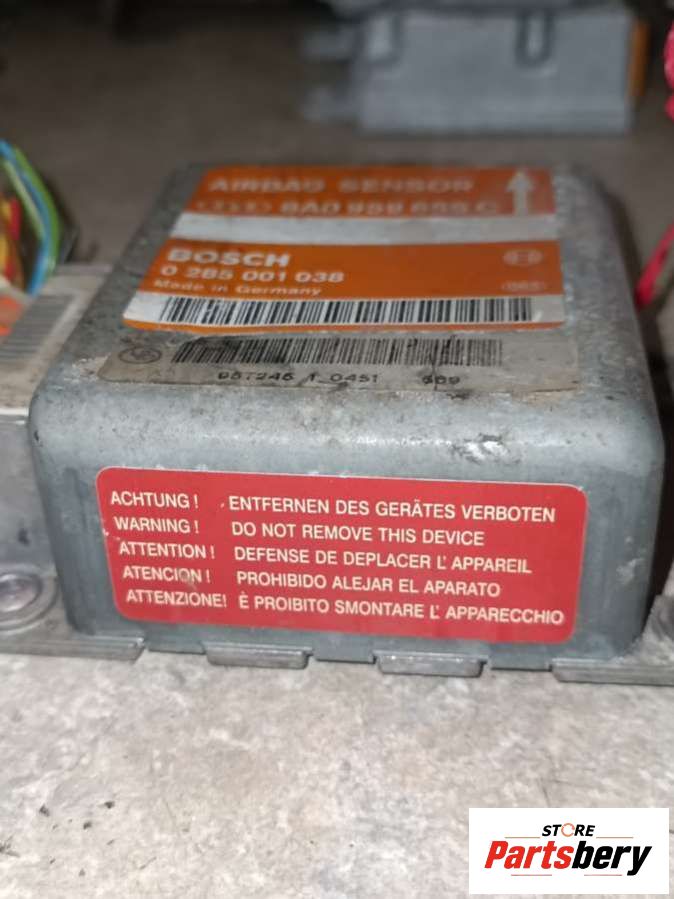 AIRBAG SENSOR
8A0 959 655 C
BOSCH
0 285 001 038
Made in Germany
ACHTUNG! ENTFERNEN DES GERÄTES VERBOTEN
WARNING! DO NOT REMOVE THIS DEVICE
ATTENTION! DEFENSE DE DEPLACER L'APPAREIL
ATENCION! PROHIBIDO ALEJAR EL APARATO
ATTENZIONE! È PROIBITO SMONTARE L'APPARECCHIO
STORE
Partsbery